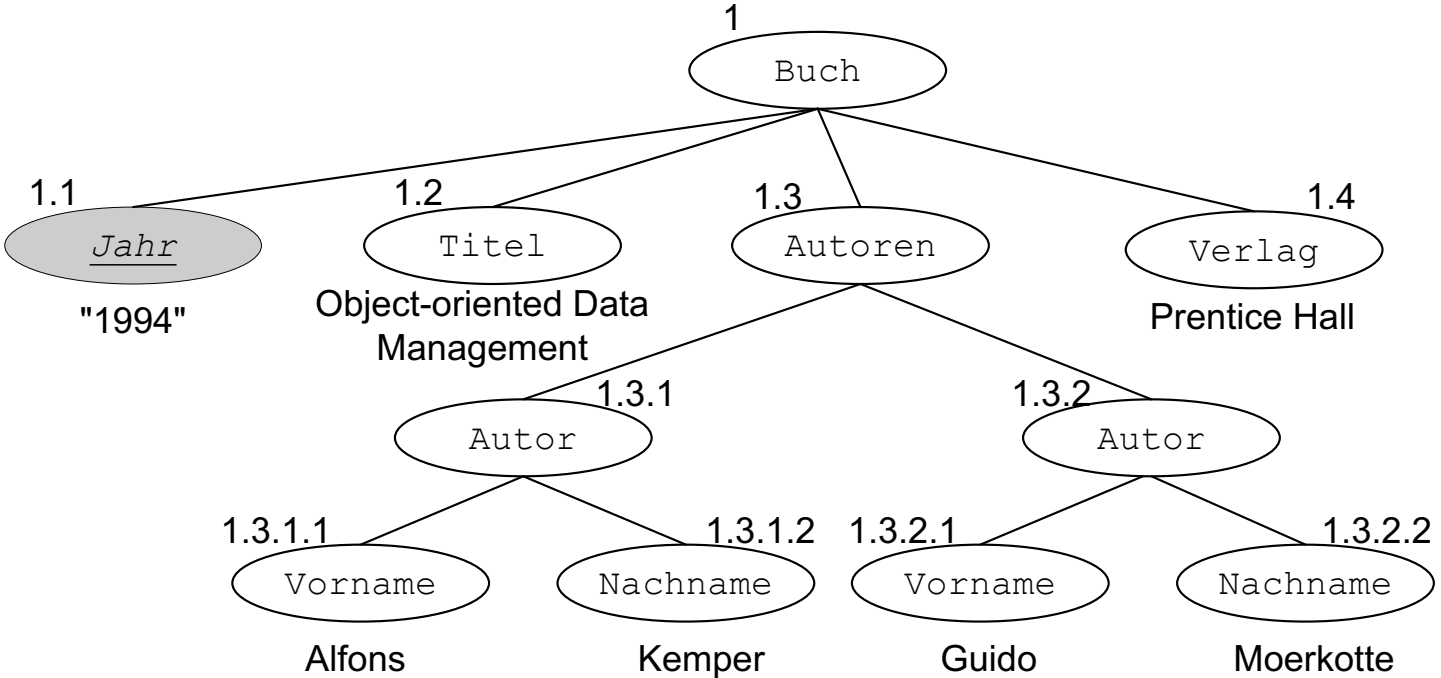 1
Buch
1.1
1.2
1.3
1.4
Jahr
Titel
Autoren
Verlag
"1994"
Object-oriented Data
Management
Prentice Hall
1.3.1
1.3.2
Autor
Autor
1.3.1.1
1.3.1.2
1.3.2.1
1.3.2.2
Vorname
Nachname
Vorname
Nachname
Alfons
Kemper
Guido
Moerkotte